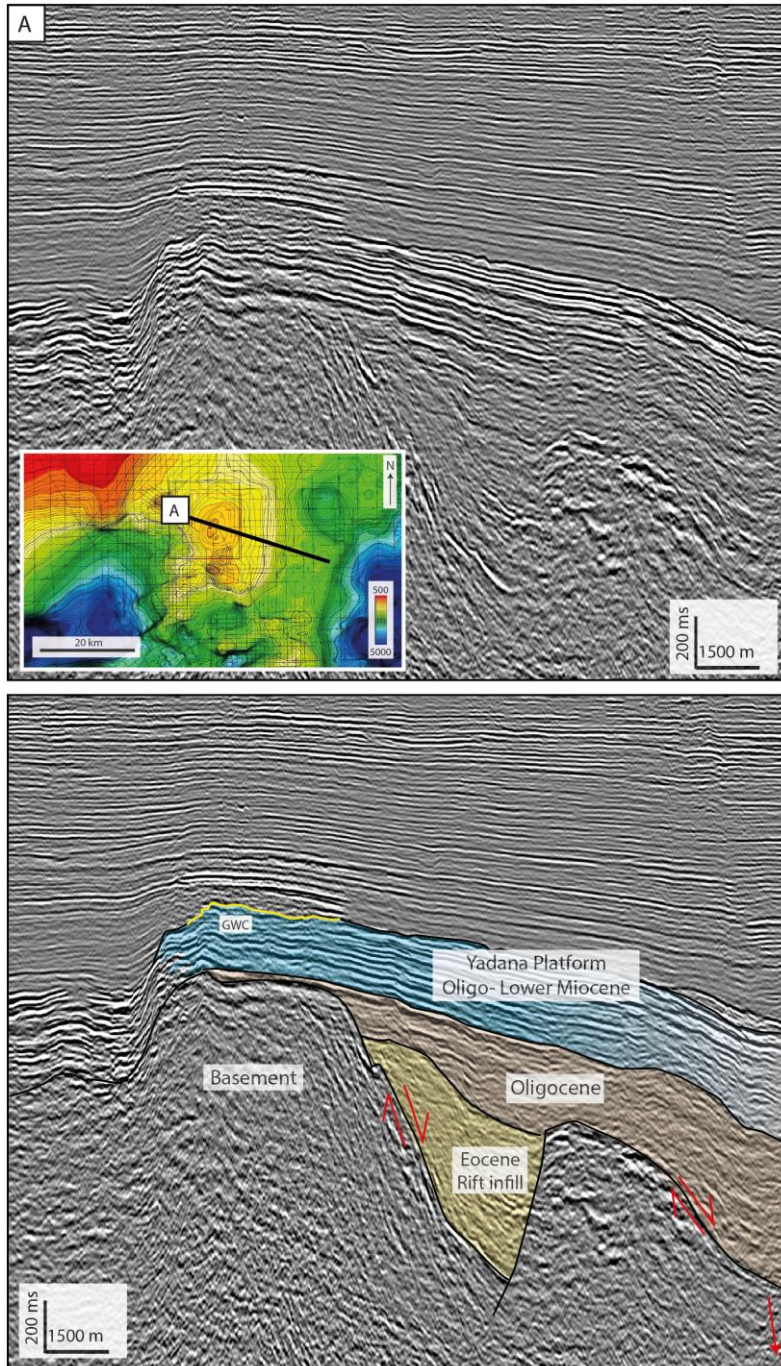 A
A
N
500
m
5000
20 km
200 ms
1500 m
GWC
Yadana Platform
Oligo- Lower Miocene
Basement
Oligocene
Eocene
Rift infill
200 ms
1500 m